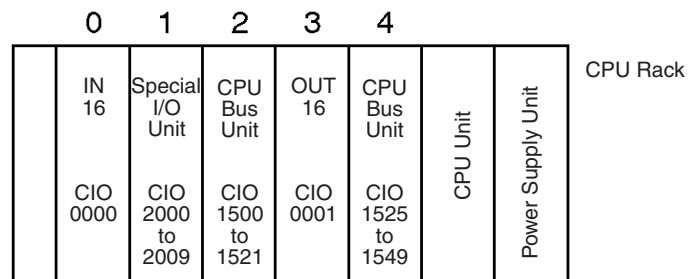 0 1 2 3 4
IN
16
CIO
0000
Special
I/O
Unit
CIO
2000
to
2009
CPU
Bus
Unit
CIO
1500
to
1521
OUT
16
CIO
0001
CPU
Bus
Unit
CIO
1525
to
1549
CPU Unit
Power Supply Unit
CPU Rack